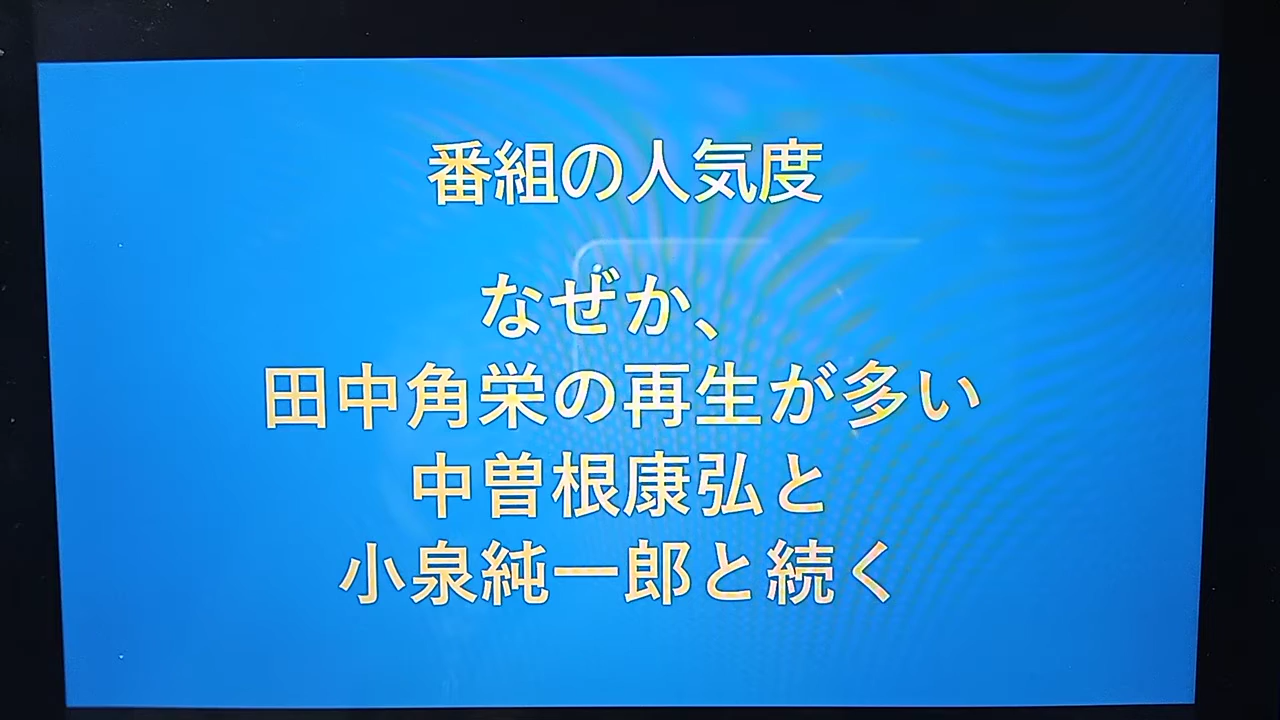 番組の人気度
なぜか、
田中角栄の再生が多い
中曽根康弘と
小泉純一郎と続く